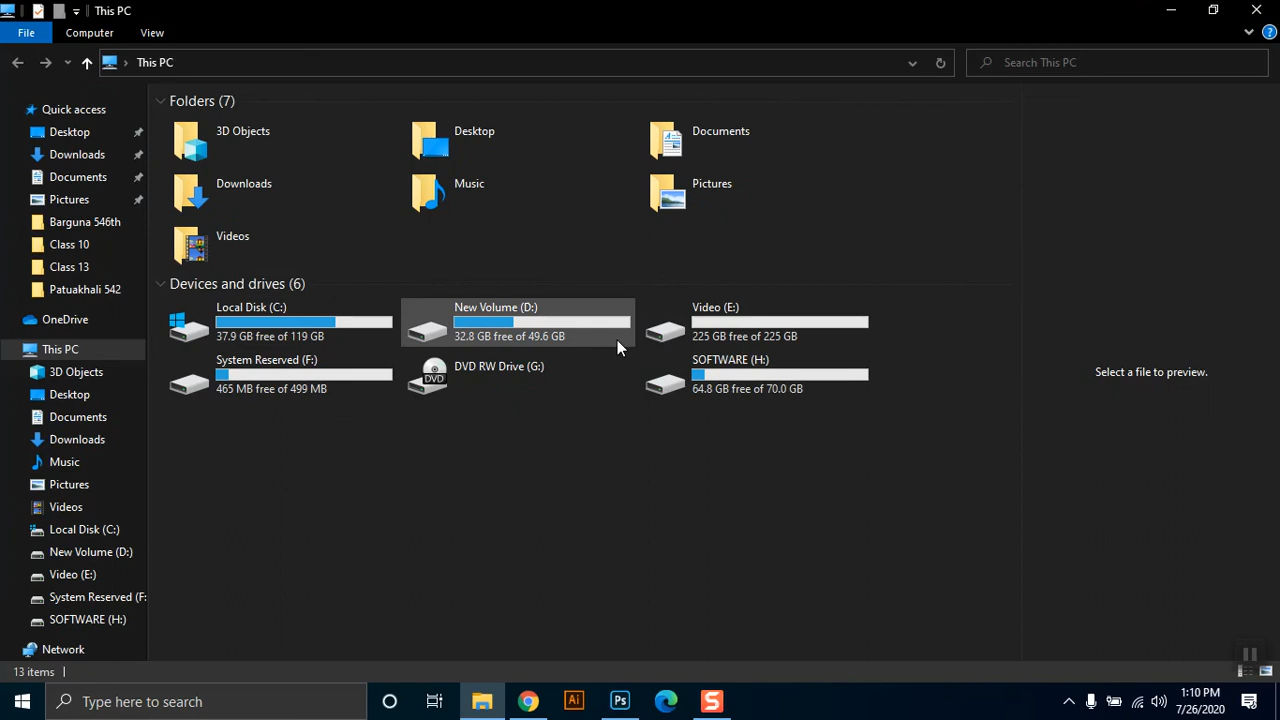 This PC
File
Computer
View
This PC
Search This PC
Quick access
Desktop
Downloads
Documents
Pictures
Barguna 546th
Class 10
Class 13
Patuakhali 542
OneDrive
This PC
3D Objects
Desktop
Documents
Downloads
Music
Pictures
Videos
Local Disk (C:)
New Volume (D:)
Video (E:)
System Reserved (F:
SOFTWARE (H:)
Network
Folders (7)
3D Objects
Desktop
Documents
Downloads
Music
Pictures
Videos
Devices and drives (6)
Local Disk (C:)
37.9 GB free of 119 GB
New Volume (D:)
32.8 GB free of 49.6 GB
Video (E:)
225 GB free of 225 GB
System Reserved (F:)
465 MB free of 499 MB
DVD RW Drive (G:)
DVD
SOFTWARE (H:)
64.8 GB free of 70.0 GB
Select a file to preview.
13 items
Type here to search
Ai
Ps
S
1:10 PM
7/26/2020